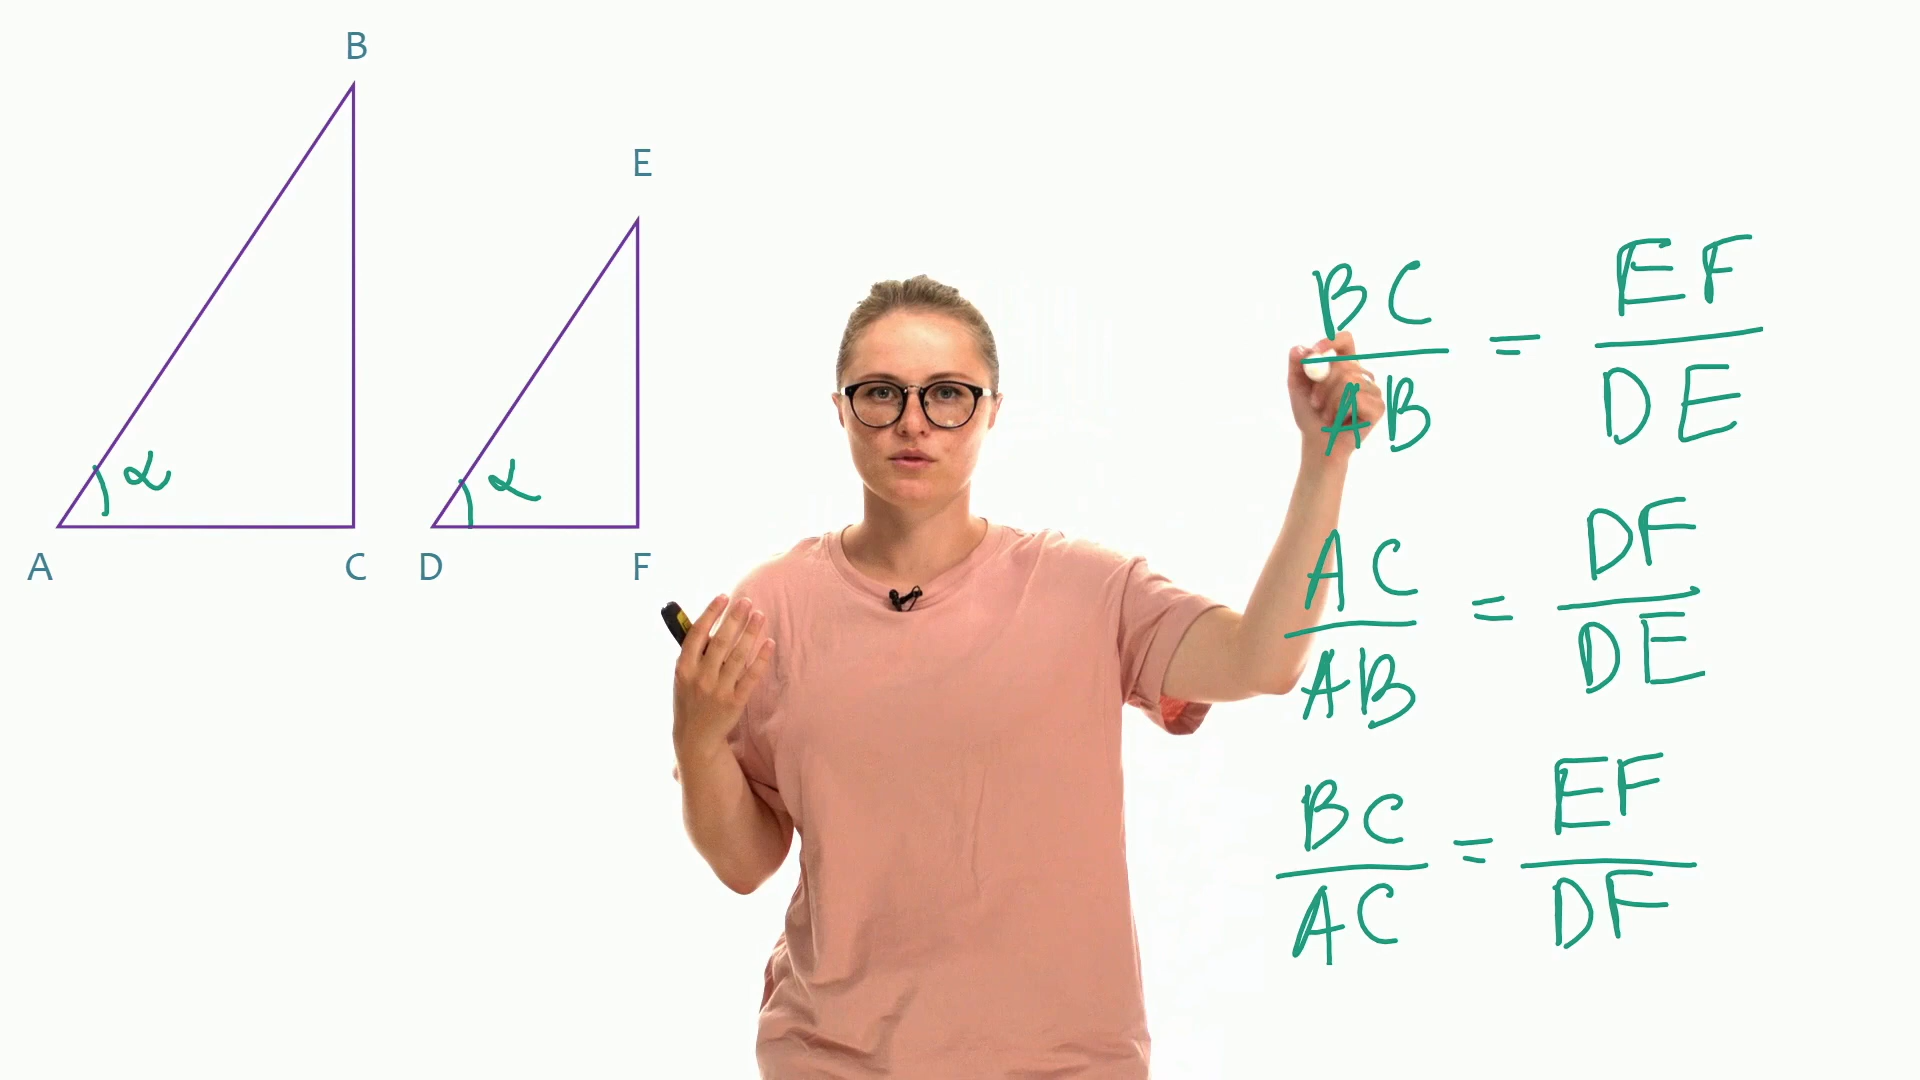 B
E
α
α
A
C
D
F
BC
AB
=
EF
DE
AC
AB
=
DF
DE
BC
AC
=
EF
DF